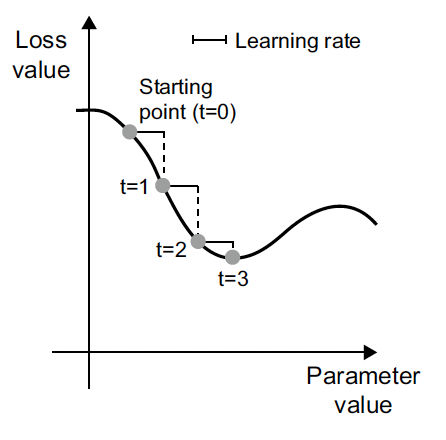 Loss
value
Learning rate
Starting
point (t=0)
t=1
t=2
t=3
Parameter
value